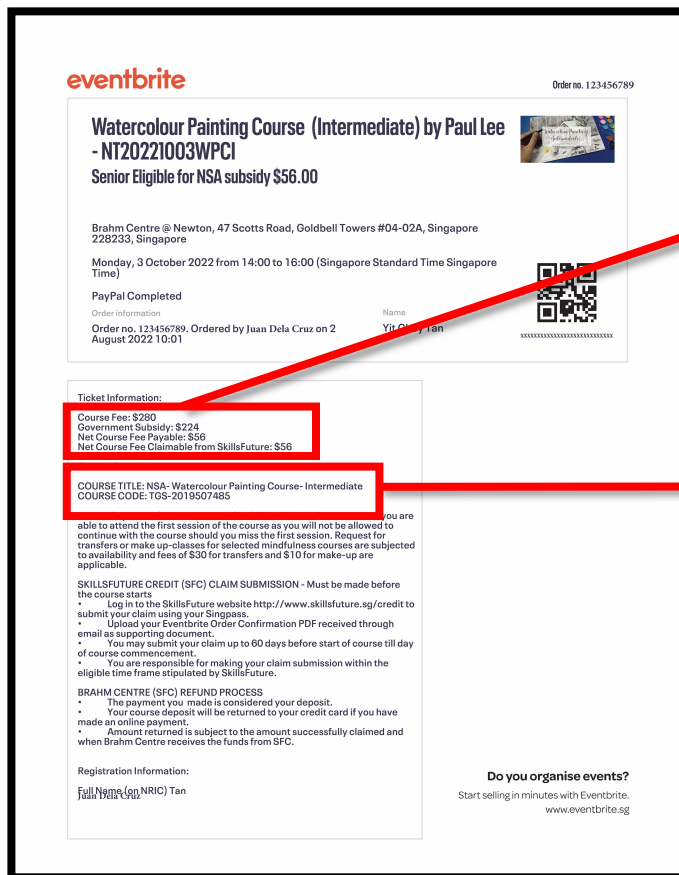 eventbrite
Order no. 123456789
Watercolour Painting Course (Intermediate) by Paul Lee
- NT20221003WPCI
Senior Eligible for NSA subsidy $56.00
Brahm Centre @ Newton, 47 Scotts Road, Goldbell Towers #04-02A, Singapore
228233, Singapore
Monday, 3 October 2022 from 14:00 to 16:00 (Singapore Standard Time Singapore
Time)
PayPal Completed
Order information
Name
Order no. 123456789. Ordered by Juan Dela Cruz on 2
August 2022 10:01
Yit Tan
xxxxxxxxxxxxxxxxxxxxxxxxxxxx
Ticket Information:
Course Fee: $280
Government Subsidy: $224
Net Course Fee Payable: $56
Net Course Fee Claimable from SkillsFuture: $56
COURSE TITLE: NSA- Watercolour Painting Course- Intermediate
COURSE CODE: TGS-2019507485
you are
able to attend the first session of the course as you will not be allowed to
continue with the course should you miss the first session. Request for
transfers or make up-classes for selected mindfulness courses are subjected
to availability and fees of $30 for transfers and $10 for make-up are
applicable.
SKILLSFUTURE CREDIT (SFC) CLAIM SUBMISSION - Must be made before
the course starts
• Log in to the SkillsFuture website http://www.skillsfuture.sg/credit to
submit your claim using your Singpass.
• Upload your Eventbrite Order Confirmation PDF received through
email as supporting document.
• You may submit your claim up to 60 days before start of course till day
of course commencement.
• You are responsible for making your claim submission within the
eligible time frame stipulated by SkillsFuture.
BRAHM CENTRE (SFC) REFUND PROCESS
• The payment you made is considered your deposit.
• Your course deposit will be returned to your credit card if you have
made an online payment.
• Amount returned is subject to the amount successfully claimed and
when Brahm Centre receives the funds from SFC.
Registration Information:
Full Name (on NRIC) Tan
Juan Dela Cruz
Do you organise events?
Start selling in minutes with Eventbrite.
www.eventbrite.sg